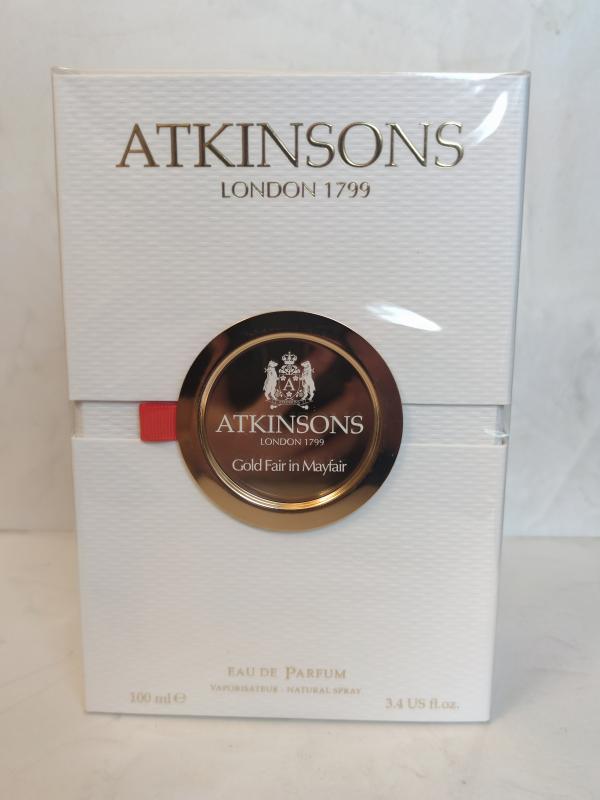 ATKINSONS
LONDON 1799
A
ATKINSONS
LONDON 1799
Gold Fair in Mayfair
EAU DE PARFUM
VAPORISATEUR · NATURAL SPRAY
100 ml ℮
3.4 US fl.oz.